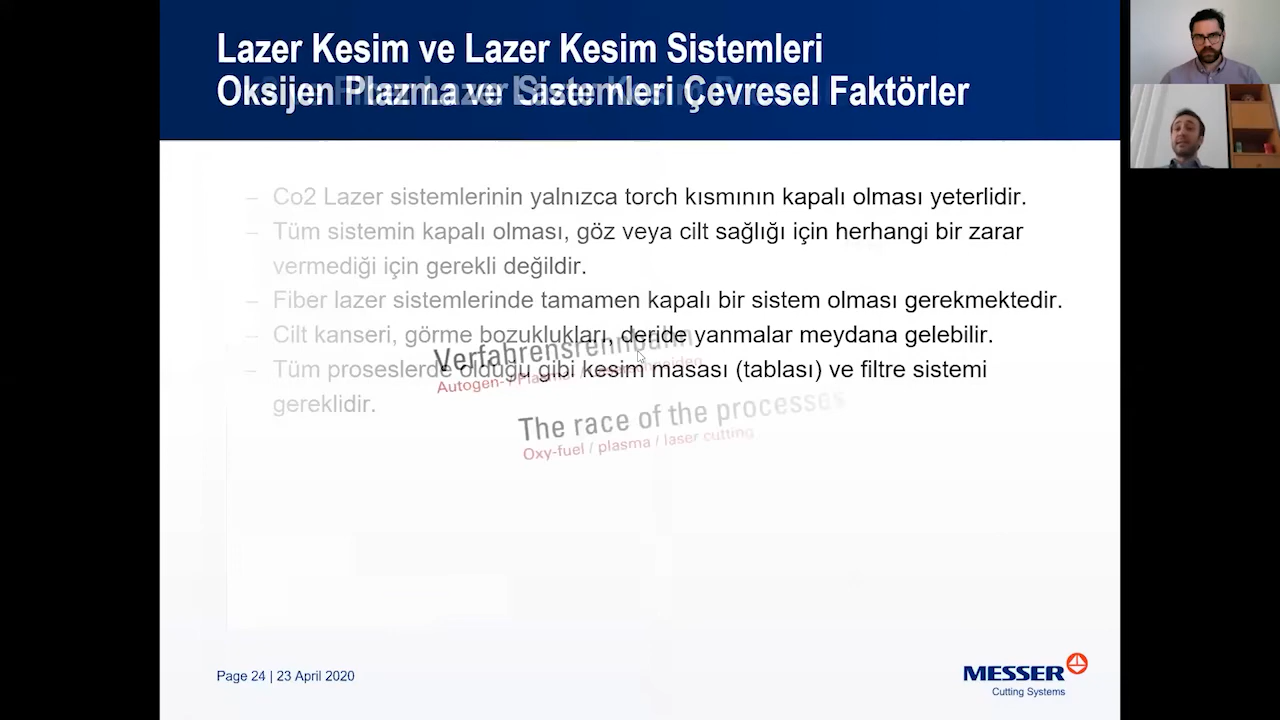 Lazer Kesim ve Lazer Kesim Sistemleri
Oksijen Plazma ve Sistemleri Çevresel Faktörler
– Co2 Lazer sistemlerinin yalnızca torch kısmının kapalı olması yeterlidir.
– Tüm sistemin kapalı olması, göz veya cilt sağlığı için herhangi bir zarar
vermediği için gerekli değildir.
– Fiber lazer sistemlerinde tamamen kapalı bir sistem olması gerekmektedir.
– Cilt kanseri, görme bozuklukları, deride yanmalar meydana gelebilir.
Verfahrensrennbahn
– Tüm proseslerde olduğu gibi kesim masası (tablası) ve filtre sistemi
gereklidir.
Autogen- / Plasma- /
The race of the processes
Oxy-fuel / plasma / laser cutting
Page 24 | 23 April 2020
MESSER
Cutting Systems